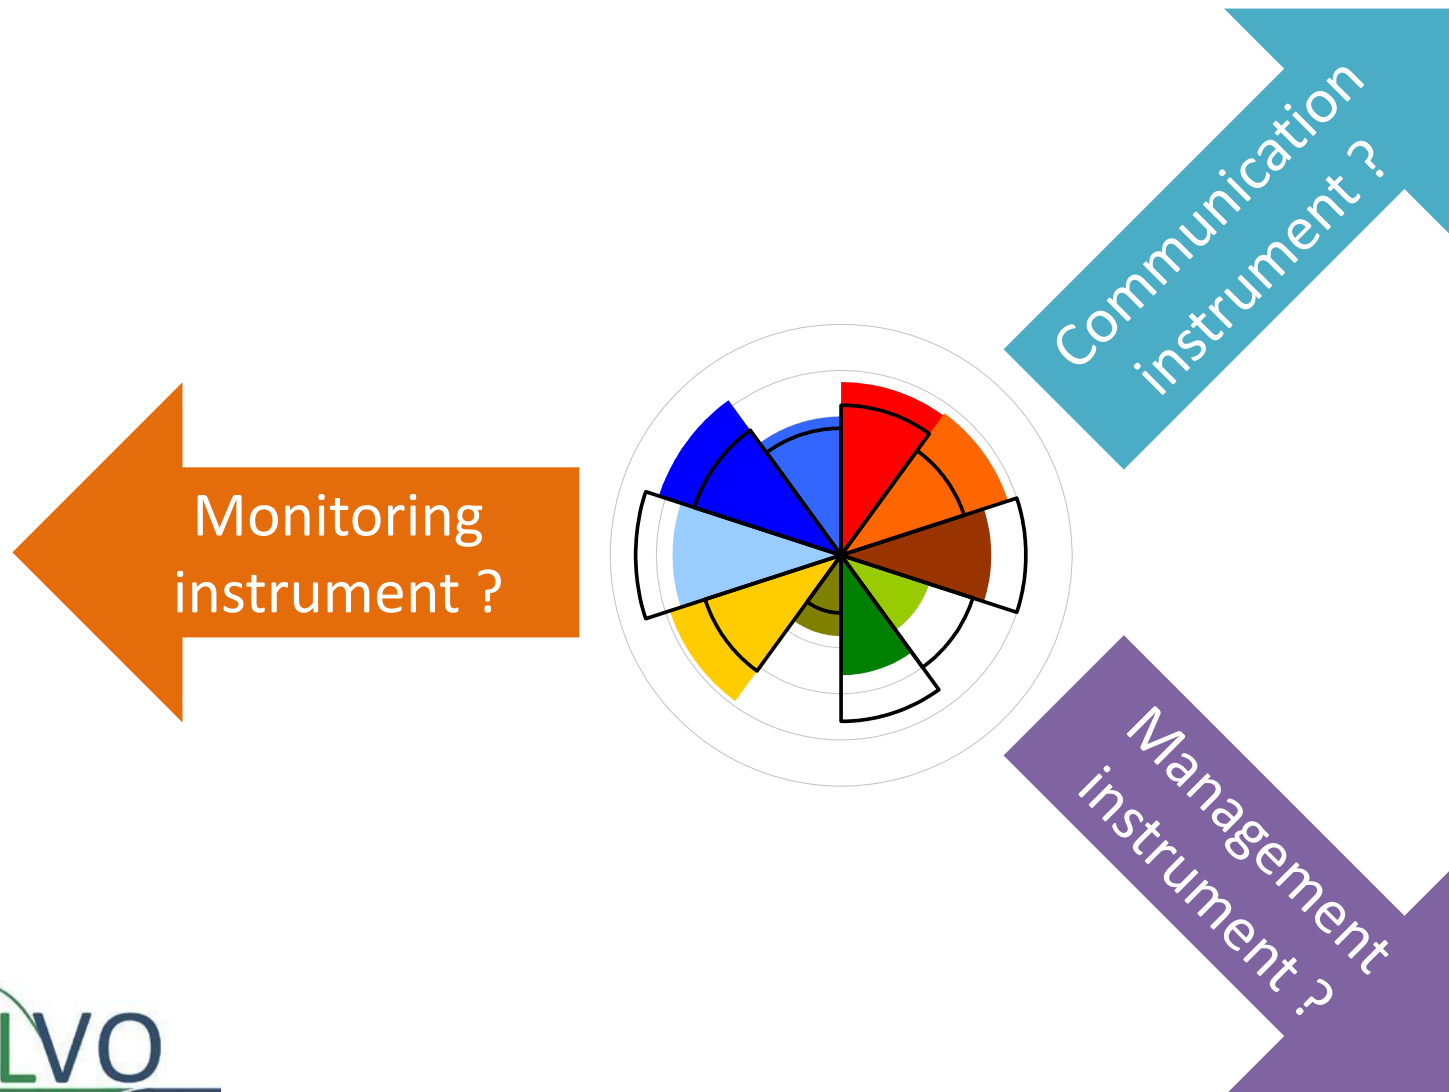 Communication
instrument ?
Monitoring
instrument ?
Management
instrument ?
LVO